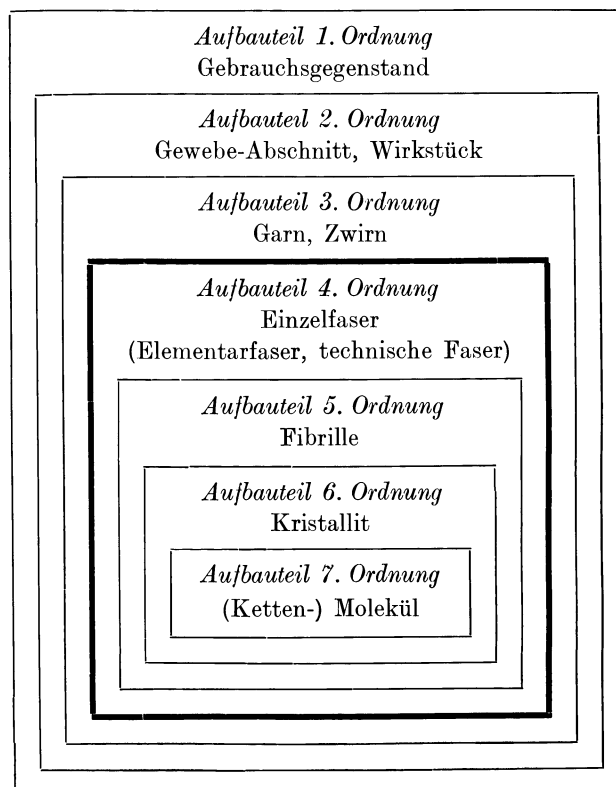 Aufbauteil 1. Ordnung
Gebrauchsgegenstand
Aufbauteil 2. Ordnung
Gewebe-Abschnitt, Wirkstück
Aufbauteil 3. Ordnung
Garn, Zwirn
Aufbauteil 4. Ordnung
Einzelfaser
(Elementarfaser, technische Faser)
Aufbauteil 5. Ordnung
Fibrille
Aufbauteil 6. Ordnung
Kristallit
Aufbauteil 7. Ordnung
(Ketten-) Molekül